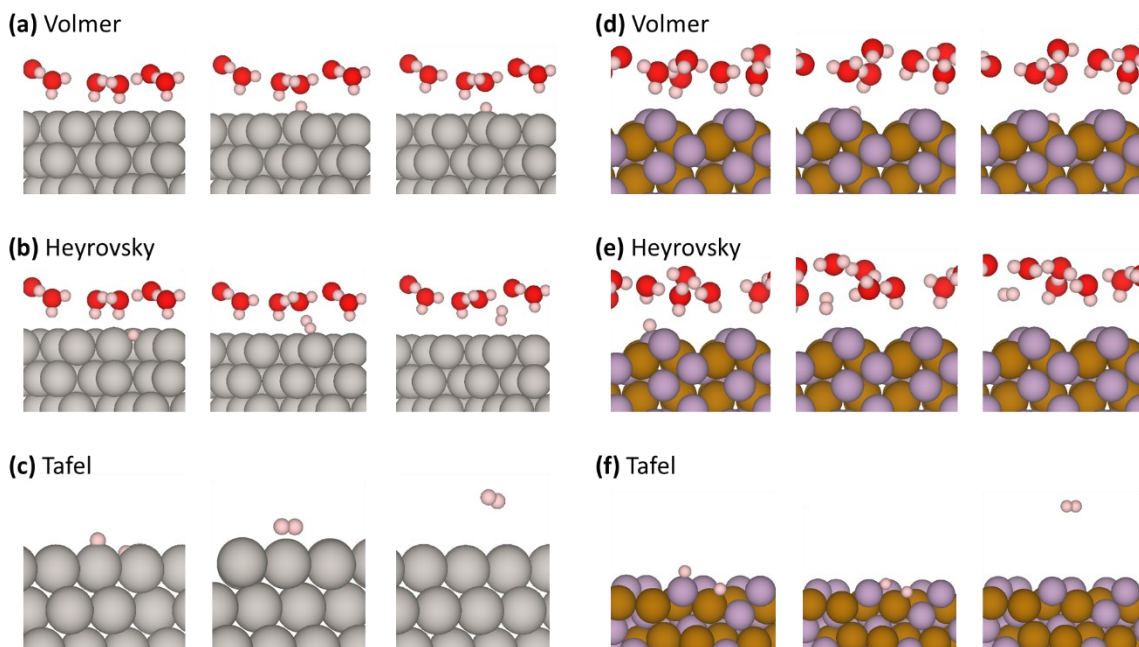 (a) Volmer
(b) Heyrovsky
(c) Tafel
(d) Volmer
(e) Heyrovsky
(f) Tafel